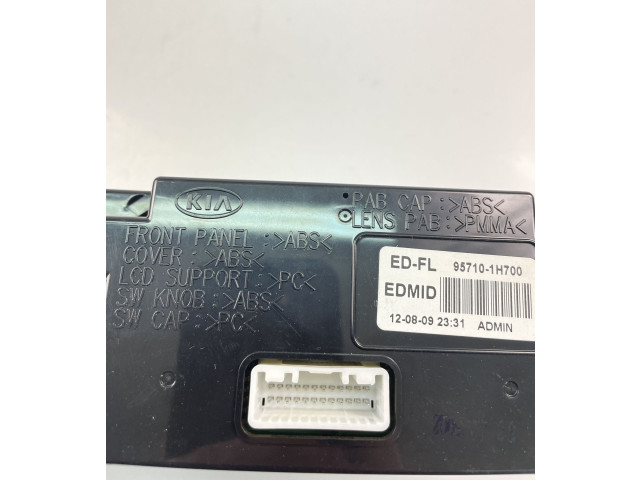 KIA
PAB CAP:>ABS<
LENS PAB:>PMMA<
FRONT PANEL:>ABS<
COVER:>ABS<
LCD SUPPORT:>PC<
SW KNOB:>ABS<
SW CAP:>PC<
ED-FL 95710-1H700
EDMID
12-08-09 23:31 ADMIN